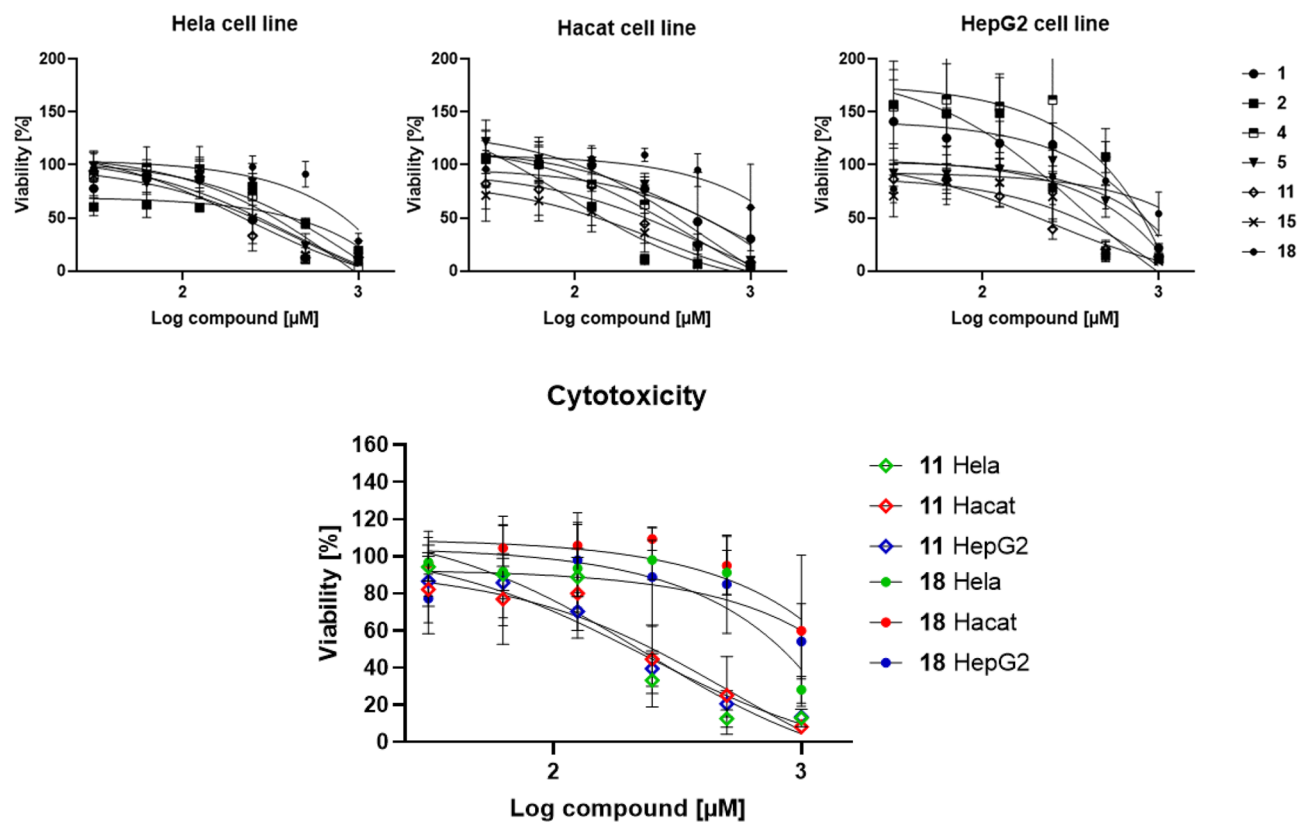 Hela cell line
Hacat cell line
HepG2 cell line
200
150
100
50
0
Viability [%]
2
3
Log compound [µM]
200
150
100
50
0
Viability [%]
2
3
Log compound [µM]
200
150
100
50
0
Viability [%]
2
3
Log compound [µM]
1
2
4
5
11
15
18
Cytotoxicity
160
140
120
100
80
60
40
20
0
Viability [%]
2
3
Log compound [µM]
11 Hela
11 Hacat
11 HepG2
18 Hela
18 Hacat
18 HepG2